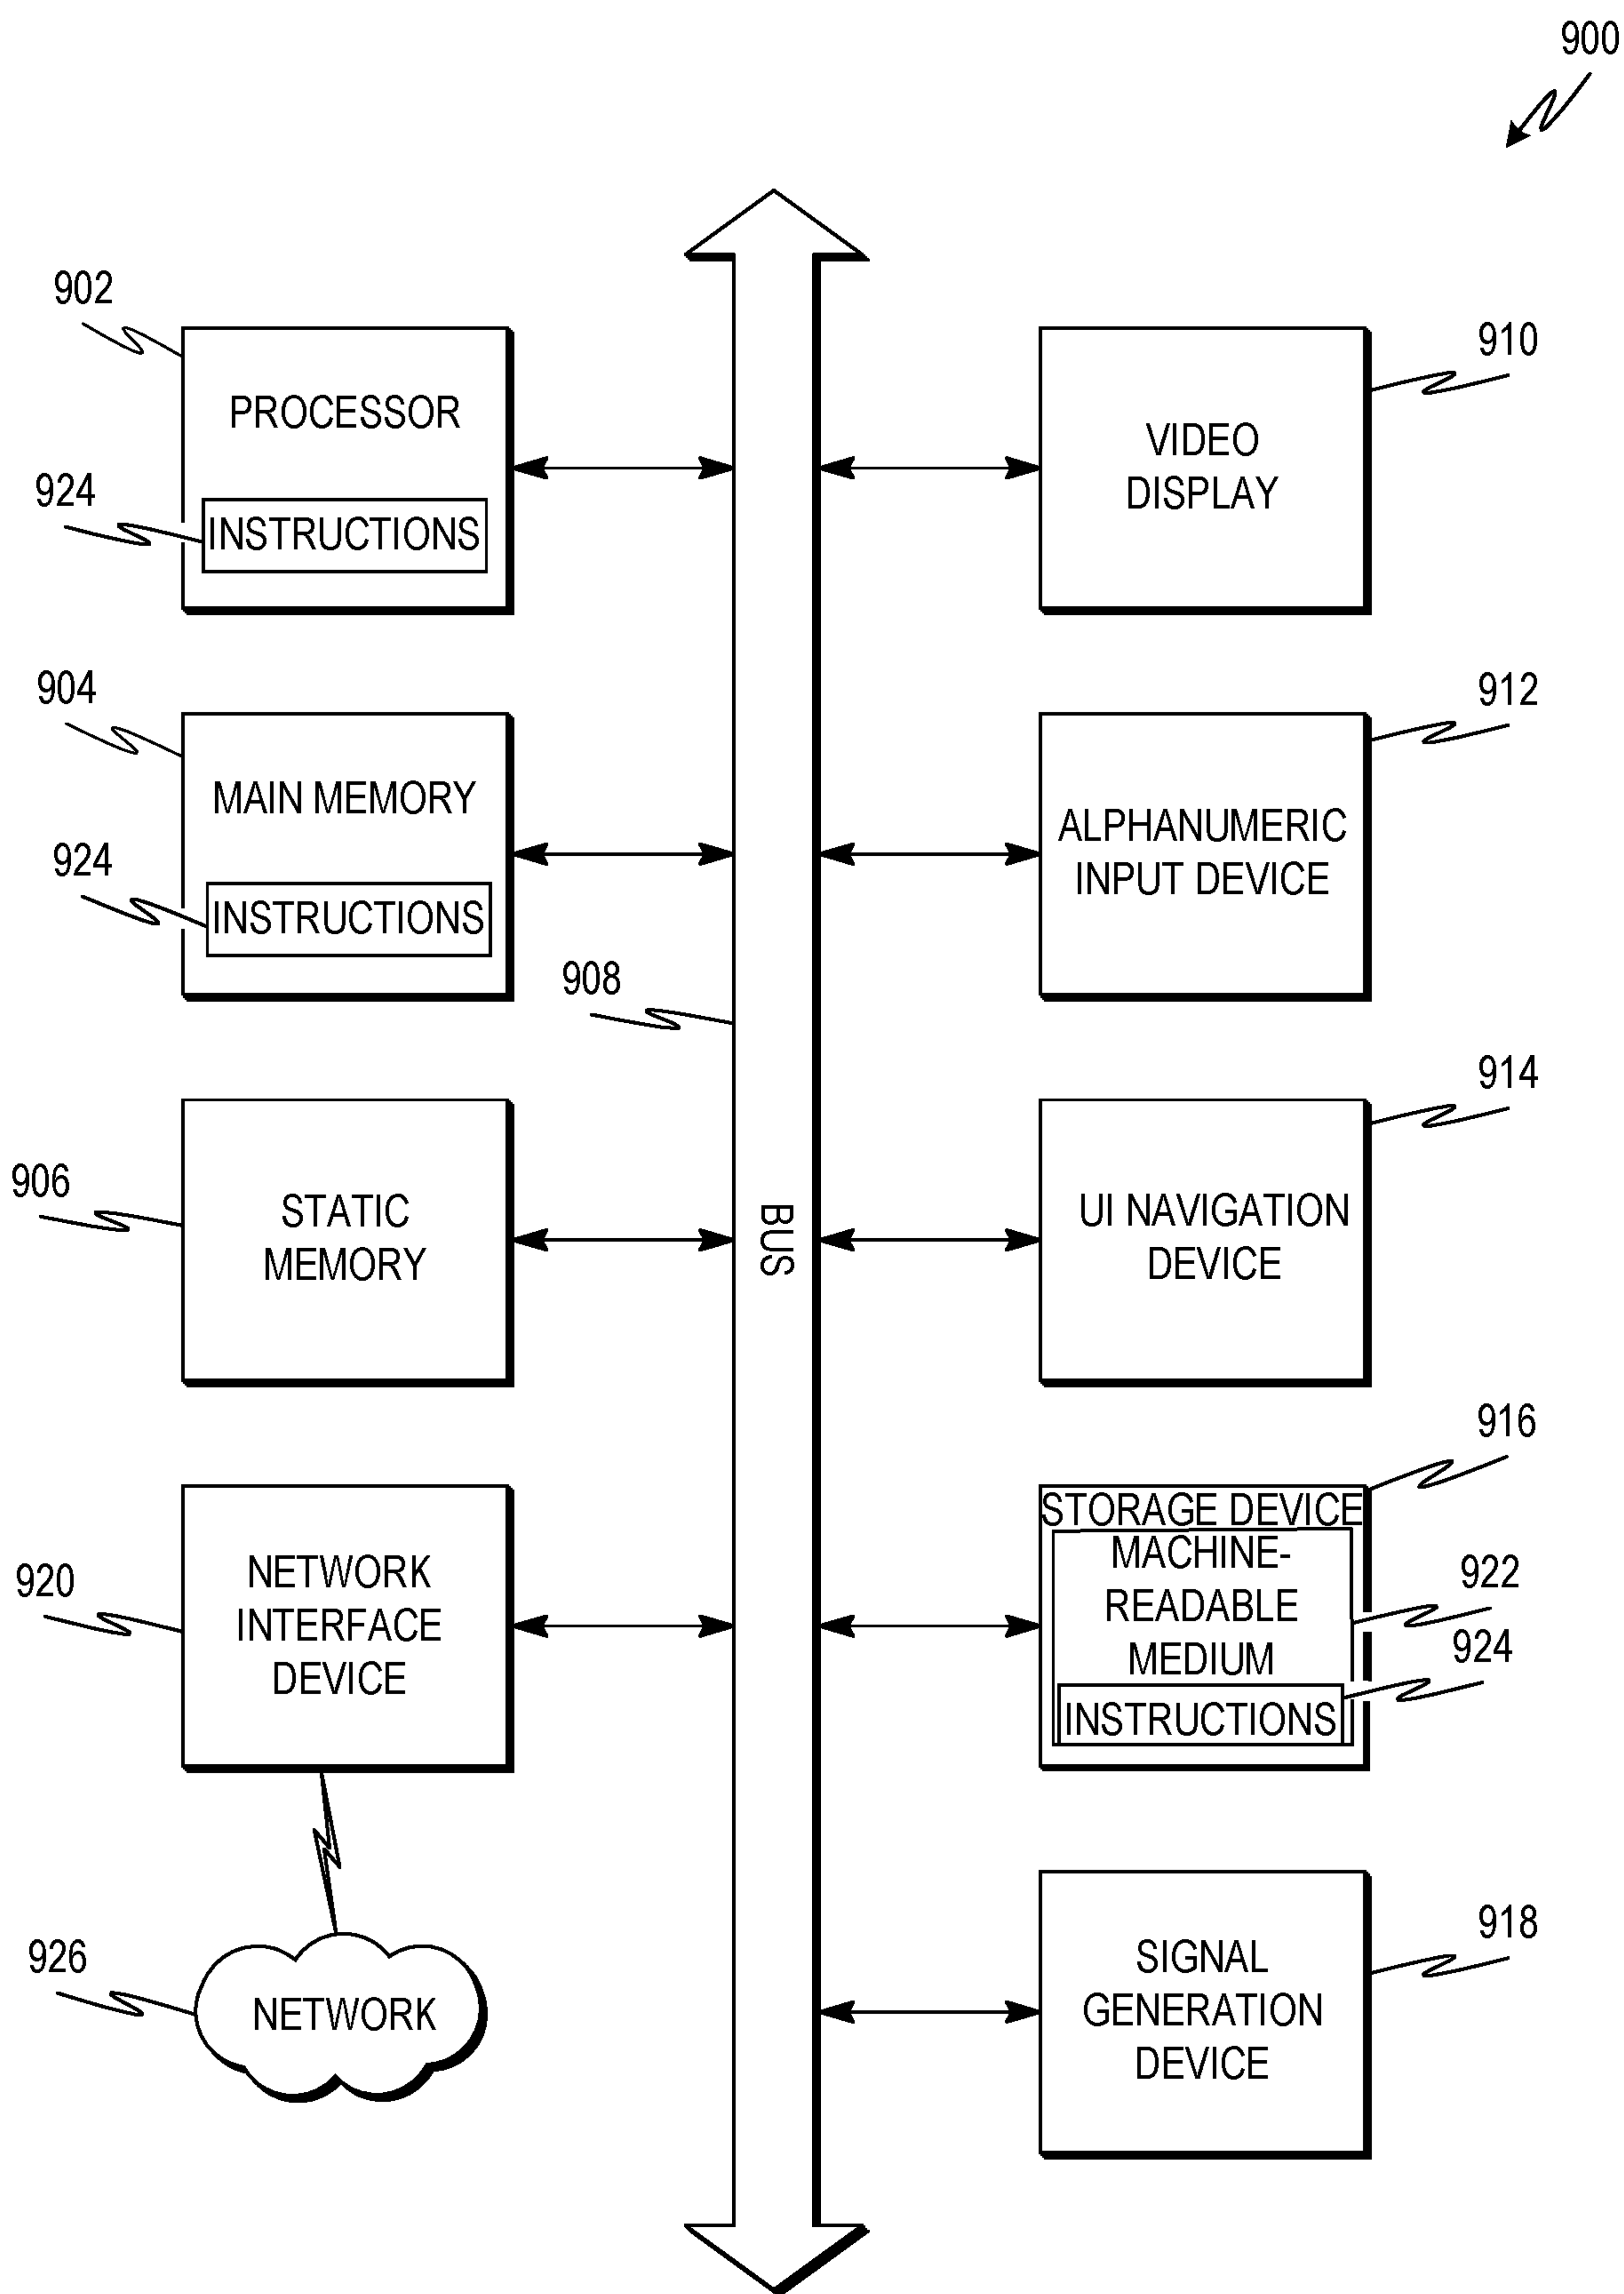 900
902
PROCESSOR
924
INSTRUCTIONS
904
MAIN MEMORY
924
INSTRUCTIONS
906
STATIC
MEMORY
920
NETWORK
INTERFACE
DEVICE
926
NETWORK
908
BUS
910
VIDEO
DISPLAY
912
ALPHANUMERIC
INPUT DEVICE
914
UI NAVIGATION
DEVICE
916
STORAGE DEVICE
MACHINE-
READABLE
MEDIUM
922
924
INSTRUCTIONS
918
SIGNAL
GENERATION
DEVICE